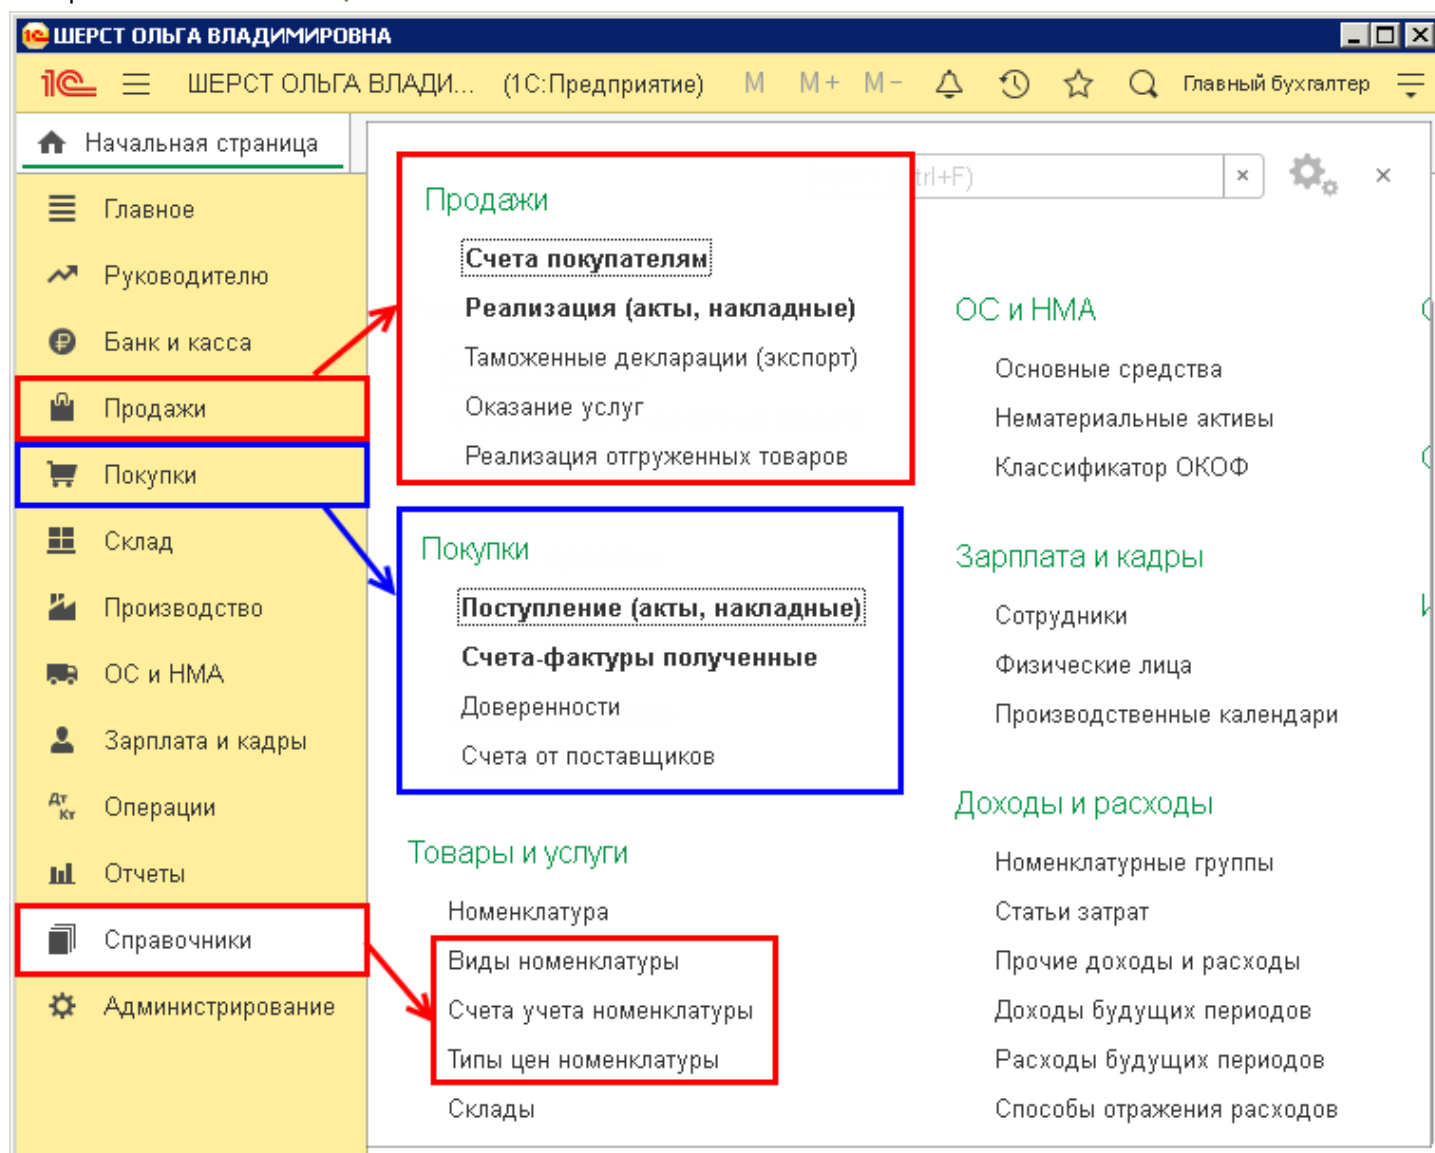 ШЕРСТ ОЛЬГА ВЛАДИМИРОВНА
ШЕРСТ ОЛЬГА ВЛАДИ... (1С:Предприятие) M M+ M- Главный бухгалтер
Начальная страница
trl+F)
Главное
Руководителю
Банк и касса
Продажи
Покупки
Склад
Производство
ОС и НМА
Зарплата и кадры
Дт
Кт
Операции
Отчеты
Справочники
Администрирование
Продажи
Счета покупателям
Реализация (акты, накладные)
Таможенные декларации (экспорт)
Оказание услуг
Реализация отгруженных товаров
Покупки
Поступление (акты, накладные)
Счета-фактуры полученные
Доверенности
Счета от поставщиков
Товары и услуги
Номенклатура
Виды номенклатуры
Счета учета номенклатуры
Типы цен номенклатуры
Склады
ОС и НМА
Основные средства
Нематериальные активы
Классификатор ОКОФ
Зарплата и кадры
Сотрудники
Физические лица
Производственные календари
Доходы и расходы
Номенклатурные группы
Статьи затрат
Прочие доходы и расходы
Доходы будущих периодов
Расходы будущих периодов
Способы отражения расходов